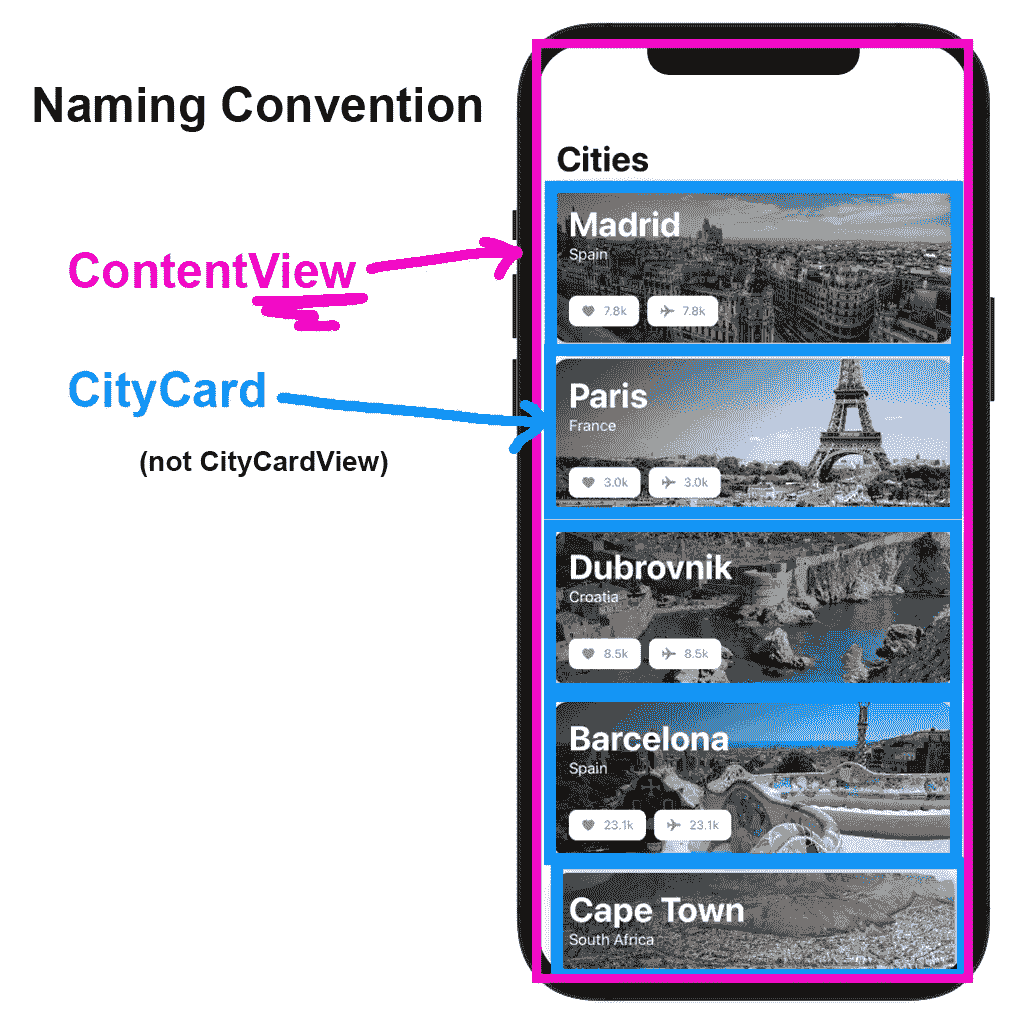 Naming Convention
ContentView
CityCard
(not CityCardView)
Cities
Madrid
Spain
7.8k 7.8k
Paris
France
3.0k 3.0k
Dubrovnik
Croatia
8.5k 8.5k
Barcelona
Spain
23.1k 23.1k
Cape Town
South Africa